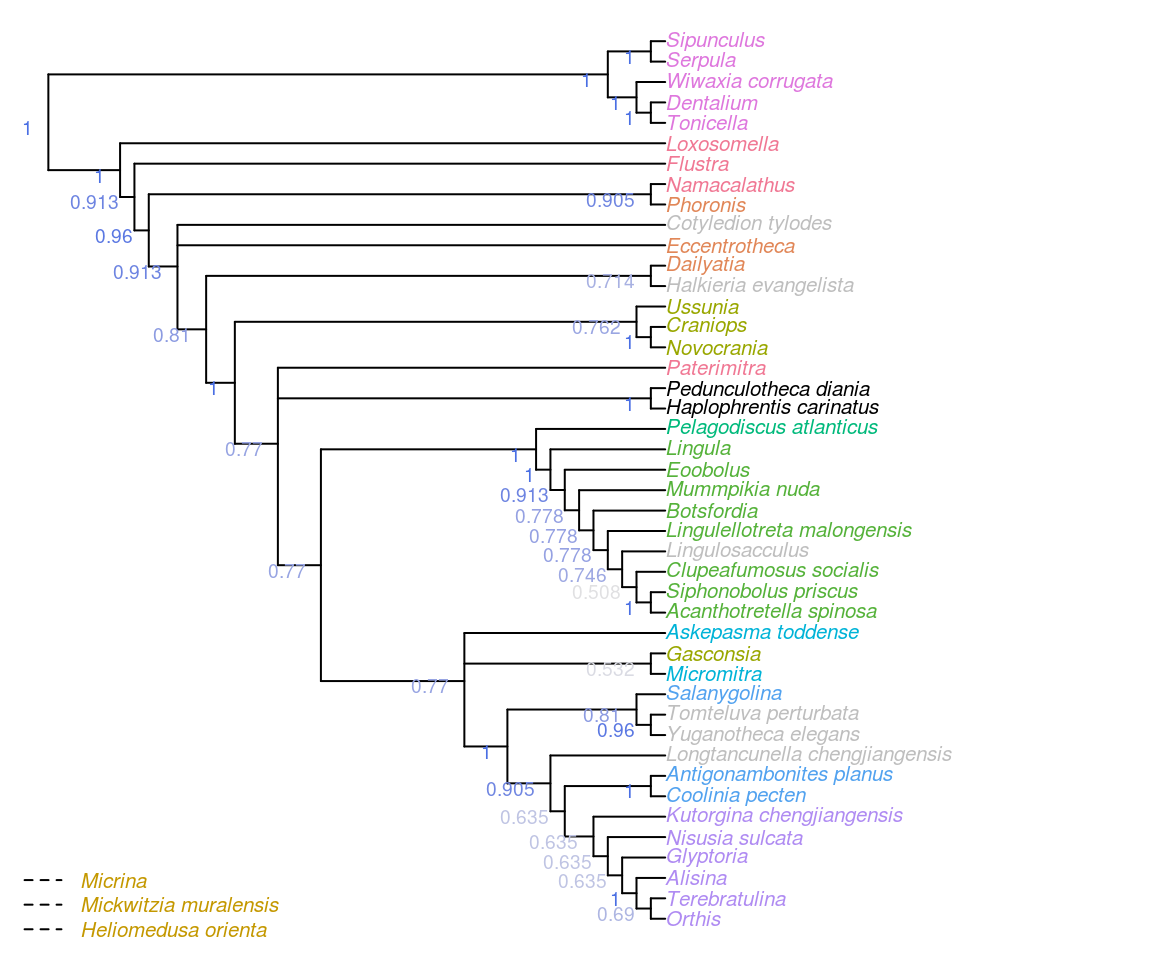 Sipunculus
1
Serpula
1
Wiwaxia corrugata
1
Dentalium
1
Tonicella
1
Loxosomella
Flustra
1
Namacalathus
0.905
0.913
Phoronis
Cotyledion tylodes
0.96
Eccentrotheca
Dailyatia
0.913
0.714
Halkieria evangelista
Ussunia
Craniops
0.762
0.81
1
Novocrania
Paterimitra
1
Pedunculotheca diania
1
Haplophrentis carinatus
Pelagodiscus atlanticus
0.77
Lingula
1
Eoobolus
1
Mummpikia nuda
0.913
Botsfordia
0.778
Lingulellotreta malongensis
0.778
Lingulosacculus
0.778
Clupeafumosus socialis
0.77
0.746
Siphonobolus priscus
0.508
1
Acanthotretella spinosa
Askepasma toddense
Gasconsia
0.532
Micromitra
0.77
Salanygolina
Tomteluva perturbata
0.81
0.96
Yuganotheca elegans
1
Longtancunella chengjiangensis
Antigonambonites planus
0.905
1
Coolinia pecten
0.635
Kutorgina chengjiangensis
Nisusia sulcata
0.635
Glyptoria
0.635
Alisina
0.635
1
Terebratulina
0.69
Orthis
Micrina
Mickwitzia muralensis
Heliomedusa orienta